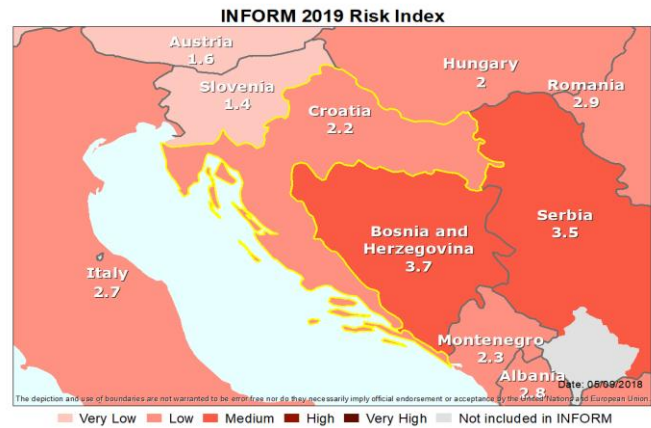 INFORM 2019 Risk Index
Austria
1.6
Hungary
2
Slovenia
1.4
Romania
2.9
Croatia
2.2
Serbia
3.5
Bosnia and
Herzegovina
3.7
Italy
2.7
Montenegro
2.3
Albania
2.8
Date: 05/09/2018
The depiction and use of boundaries are not warranted to be error free nor do they necessarily imply official endorsement or acceptance by the United Nations and European Union.
Very Low Low Medium High Very High Not included in INFORM